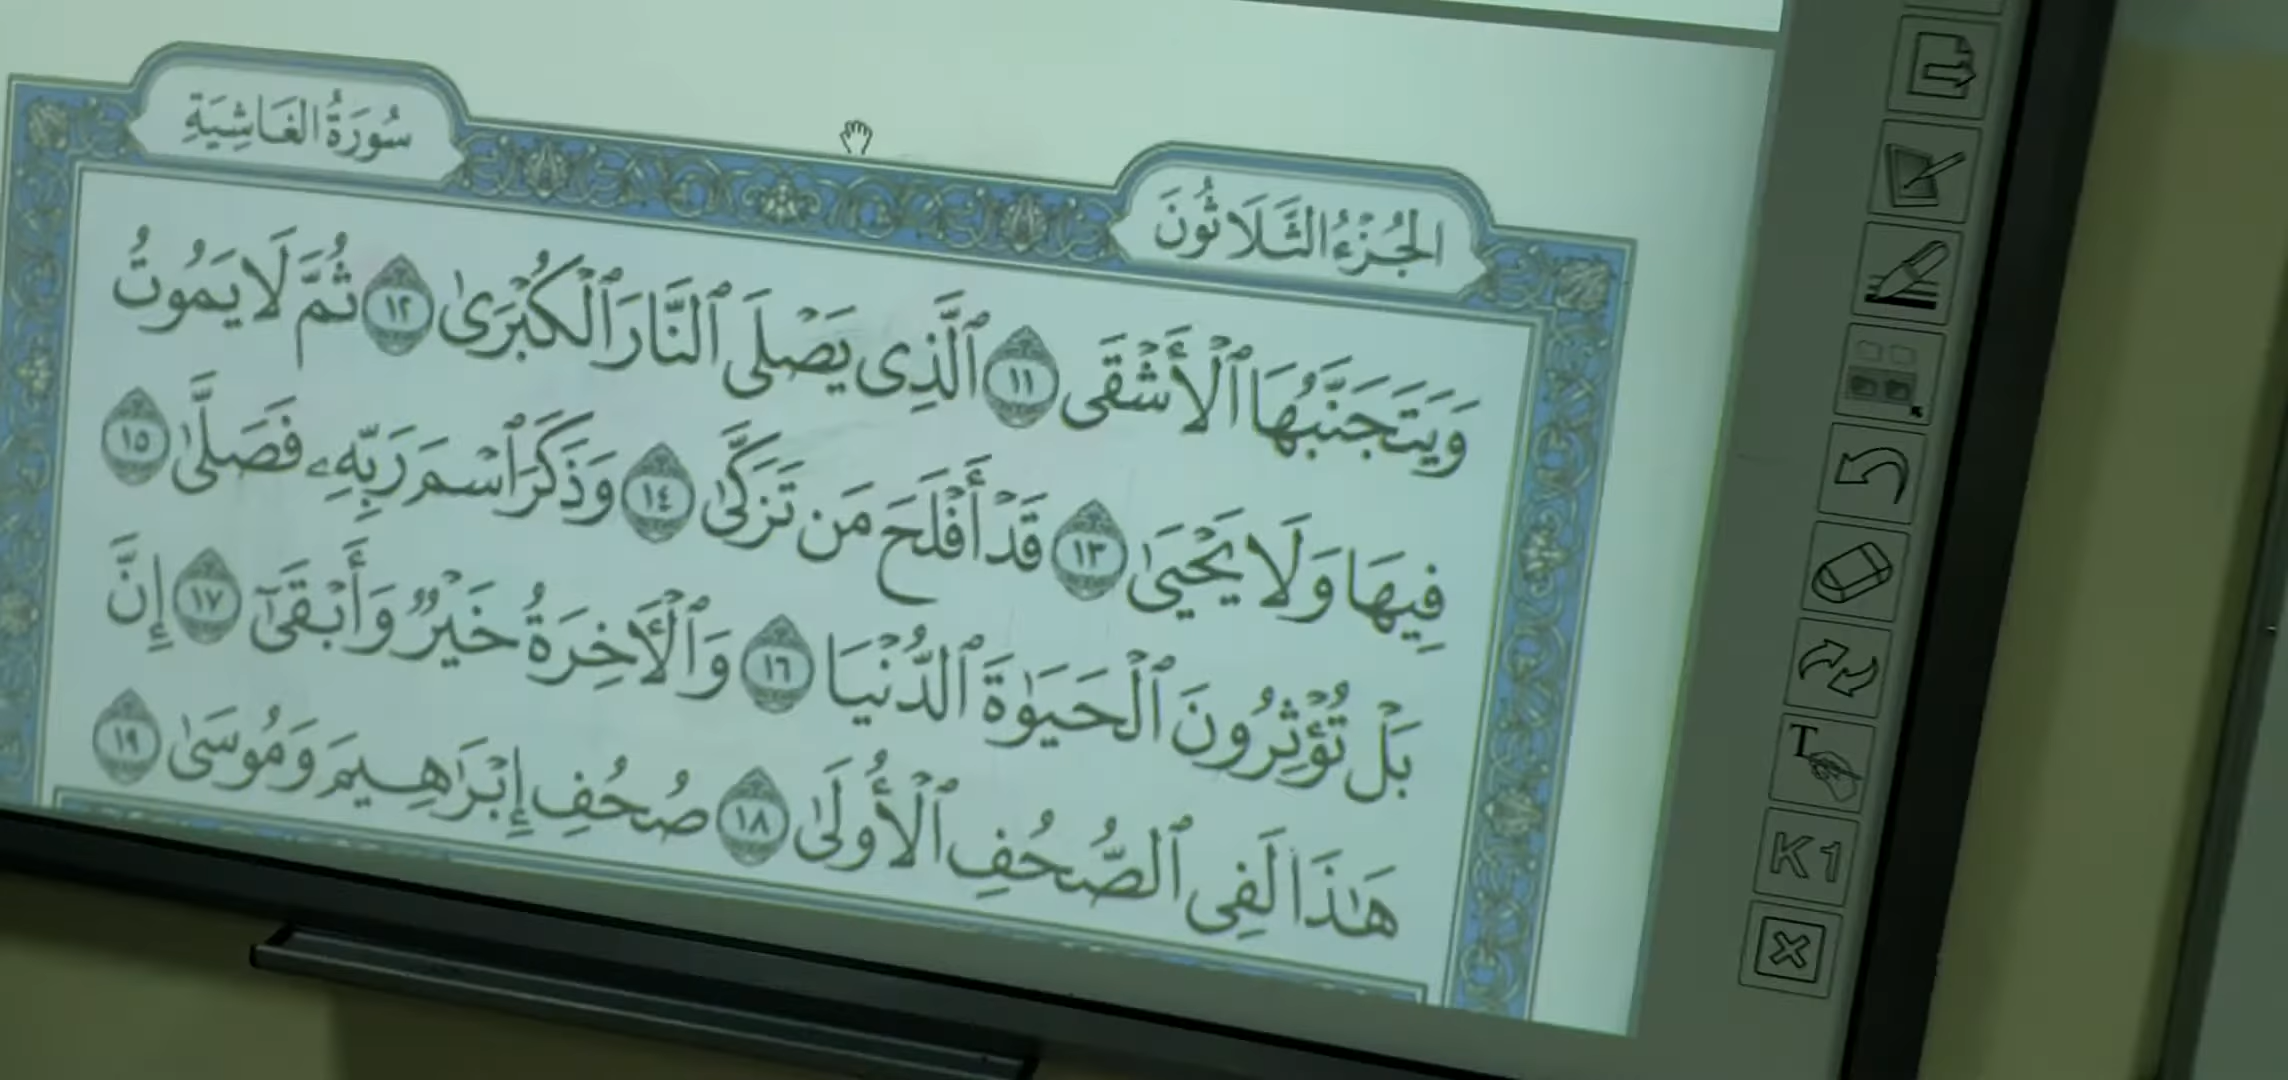 الجُزْءُ الثَّلَاثُونَ
سُورَةُ الغَاشِيَةِ
وَيَتَجَنَّبُهَا ٱلْأَشْقَى ١١ ٱلَّذِى يَصْلَى ٱلنَّارَ ٱلْكُبْرَىٰ ١٢ ثُمَّ لَا يَمُوتُ
فِيهَا وَلَا يَحْيَىٰ ١٣ قَدْ أَفْلَحَ مَن تَزَكَّىٰ ١٤ وَذَكَرَ ٱسْمَ رَبِّهِۦ فَصَلَّىٰ ١٥
بَلْ تُؤْثِرُونَ ٱلْحَيَوٰةَ ٱلدُّنْيَا ١٦ وَٱلْأَخِرَةُ خَيْرٌ وَأَبْقَىٰٓ ١٧ إِنَّ
هَٰذَا لَفِى ٱلصُّحُفِ ٱلْأُولَىٰ ١٨ صُحُفِ إِبْرَٰهِيمَ وَمُوسَىٰ ١٩
T
K1